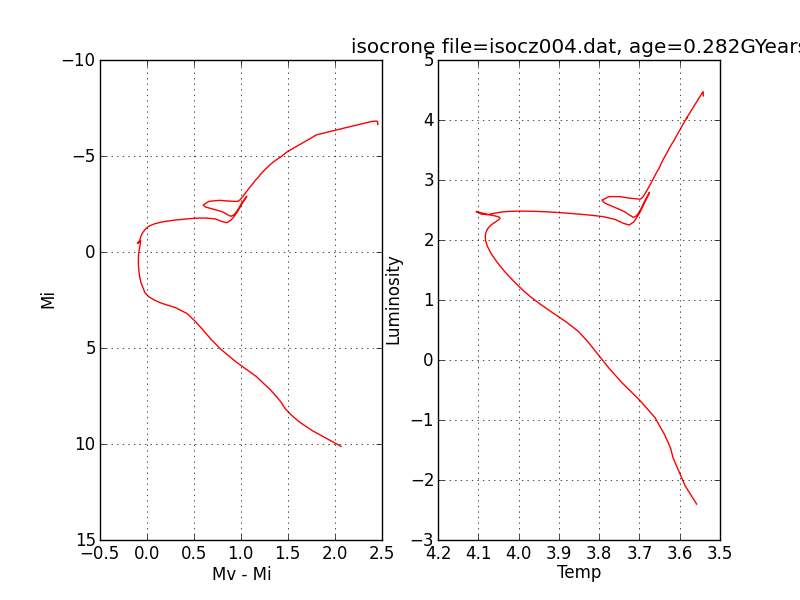 isocrone file=isocz004.dat, age=0.282GYears
−10
−5
0
5
10
15
Mi
−0.5 0.0 0.5 1.0 1.5 2.0 2.5
Mv - Mi
5
4
3
2
1
0
−1
−2
−3
Luminosity
4.2 4.1 4.0 3.9 3.8 3.7 3.6 3.5
Temp